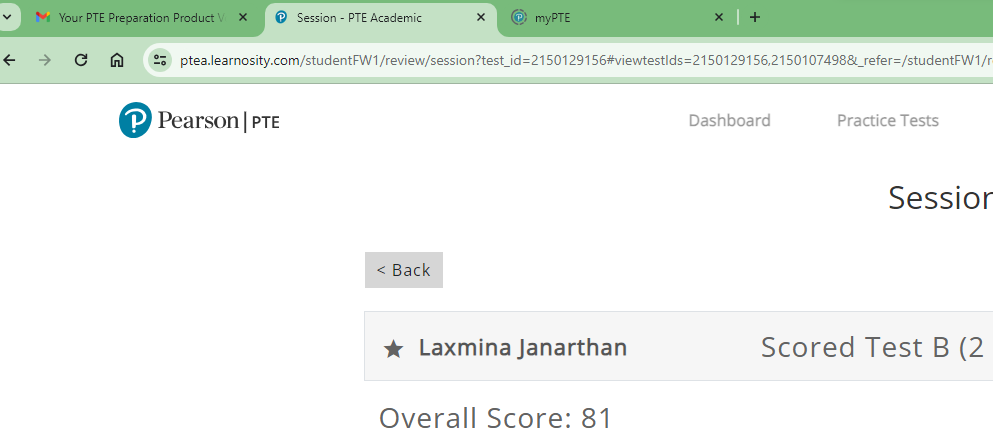 Your PTE Preparation Product V
Session - PTE Academic
myPTE
ptea.learnosity.com/studentFW1/review/session?test_id=2150129156#viewtestIds=2150129156,2150107498&_refer=/studentFW1/r
Pearson | PTE
Dashboard
Practice Tests
Session
< Back
Laxmina Janarthan
Scored Test B (2
Overall Score: 81